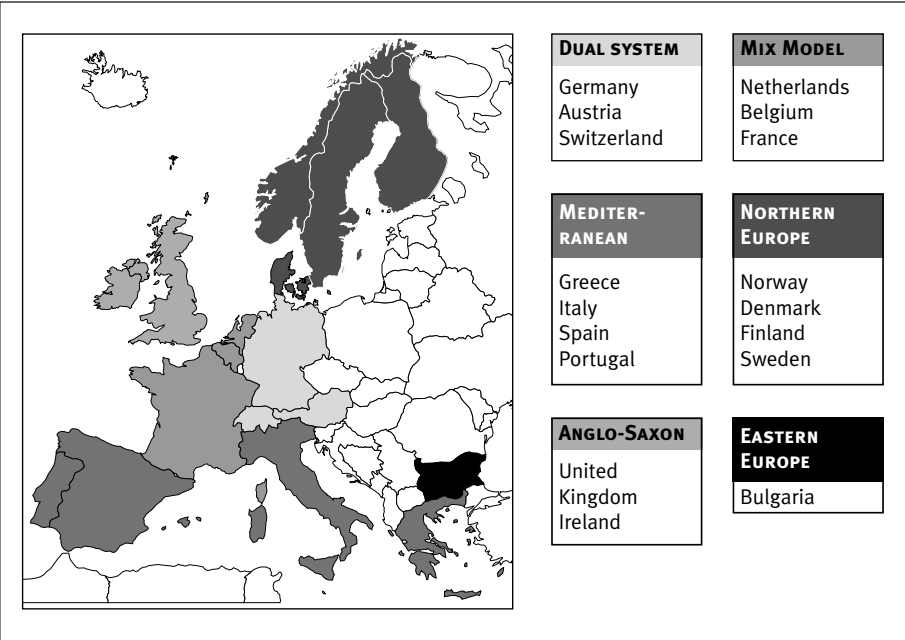 DUAL SYSTEM
Germany
Austria
Switzerland
MIX MODEL
Netherlands
Belgium
France
MEDITER-
RANEAN
Greece
Italy
Spain
Portugal
NORTHERN
EUROPE
Norway
Denmark
Finland
Sweden
ANGLO-SAXON
United
Kingdom
Ireland
EASTERN
EUROPE
Bulgaria